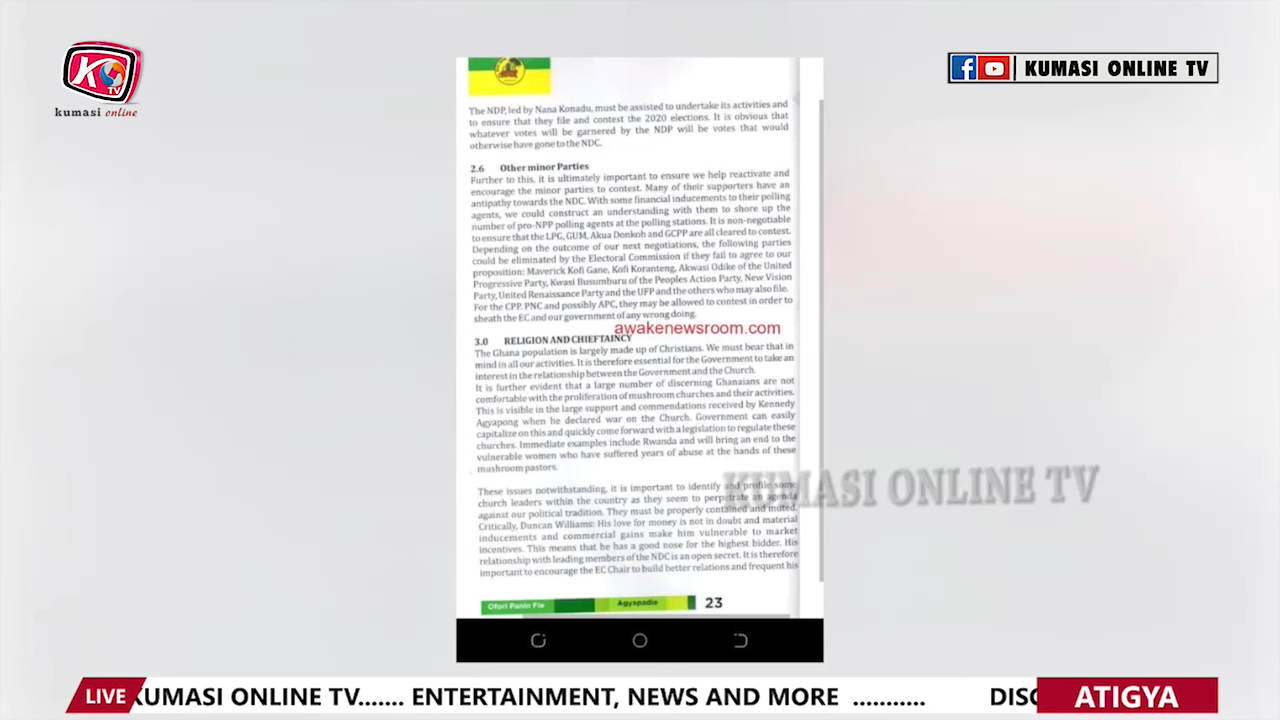 KUMASI ONLINE TV
K
TV
kumasi online
The NDP, led by Nana Konadu, must be assisted to undertake its activities and
to ensure that they file and contest the 2020 elections. It is obvious that
whatever votes will be garnered by the NDP will be votes that would
otherwise have gone to the NDC.
2.6 Other minor Parties
Further to this, it is ultimately important to ensure we help reactivate and
encourage the minor parties to contest. Many of their supporters have an
antipathy towards the NDC. With some financial inducements to their polling
agents, we could construct an understanding with them to shore up the
number of pro-NPP polling agents at the polling stations. It is non-negotiable
to ensure that the LPG, GUM, Akua Donkoh and GCPP are all cleared to contest.
Depending on the outcome of our next negotiations, the following parties
could be eliminated by the Electoral Commission if they fail to agree to our
proposition: Maverick Kofi Gane, Kofi Koranteng, Akwasi Odike of the United
Progressive Party, Kwasi Busumburu of the Peoples Action Party, New Vision
Party, United Renaissance Party and the UFP and the others who may also file.
For the CPP, PNC and possibly APC, they may be allowed to contest in order to
sheath the EC and our government of any wrong doing.
awakenewsroom.com
3.0 RELIGION AND CHIEFTAINCY
The Ghana population is largely made up of Christians. We must bear that in
mind in all our activities. It is therefore essential for the Government to take an
interest in the relationship between the Government and the Church.
It is further evident that a large number of discerning Ghanaians are not
comfortable with the proliferation of mushroom churches and their activities.
This is visible in the large support and commendations received by Kennedy
Agyapong when he declared war on the Church. Government can easily
capitalize on this and quickly come forward with a legislation to regulate these
churches. Immediate examples include Rwanda and will bring an end to the
vulnerable women who have suffered years of abuse at the hands of these
mushroom pastors.
KUMASI ONLINE TV
These issues notwithstanding, it is important to identify and profile some
church leaders within the country as they seem to perpetrate an agenda
against our political tradition. They must be properly contained and muted.
Critically, Duncan Williams: His love for money is not in doubt and material
inducements and commercial gains make him vulnerable to market
incentives. This means that he has a good nose for the highest bidder. His
relationship with leading members of the NDC is an open secret. It is therefore
important to encourage the EC Chair to build better relations and frequent his
Ofori Panin Fie Agyapadie 23
LIVE KUMASI ONLINE TV....... ENTERTAINMENT, NEWS AND MORE ........... DISC
ATIGYA